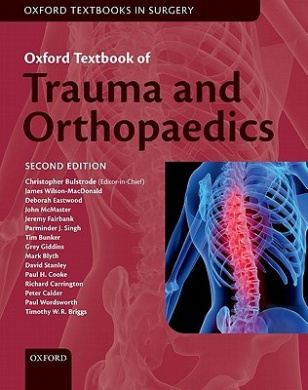 OXFORD TEXTBOOKS IN SURGERY
Oxford Textbook of
Trauma and
Orthopaedics
SECOND EDITION
Christopher Bulstrode (Editor-in-Chief)
James Wilson-MacDonald
Deborah Eastwood
John McMaster
Jeremy Fairbank
Parminder J. Singh
Tim Bunker
Grey Giddins
Mark Blyth
David Stanley
Paul H. Cooke
Richard Carrington
Peter Calder
Paul Wordsworth
Timothy W.R. Briggs
OXFORD